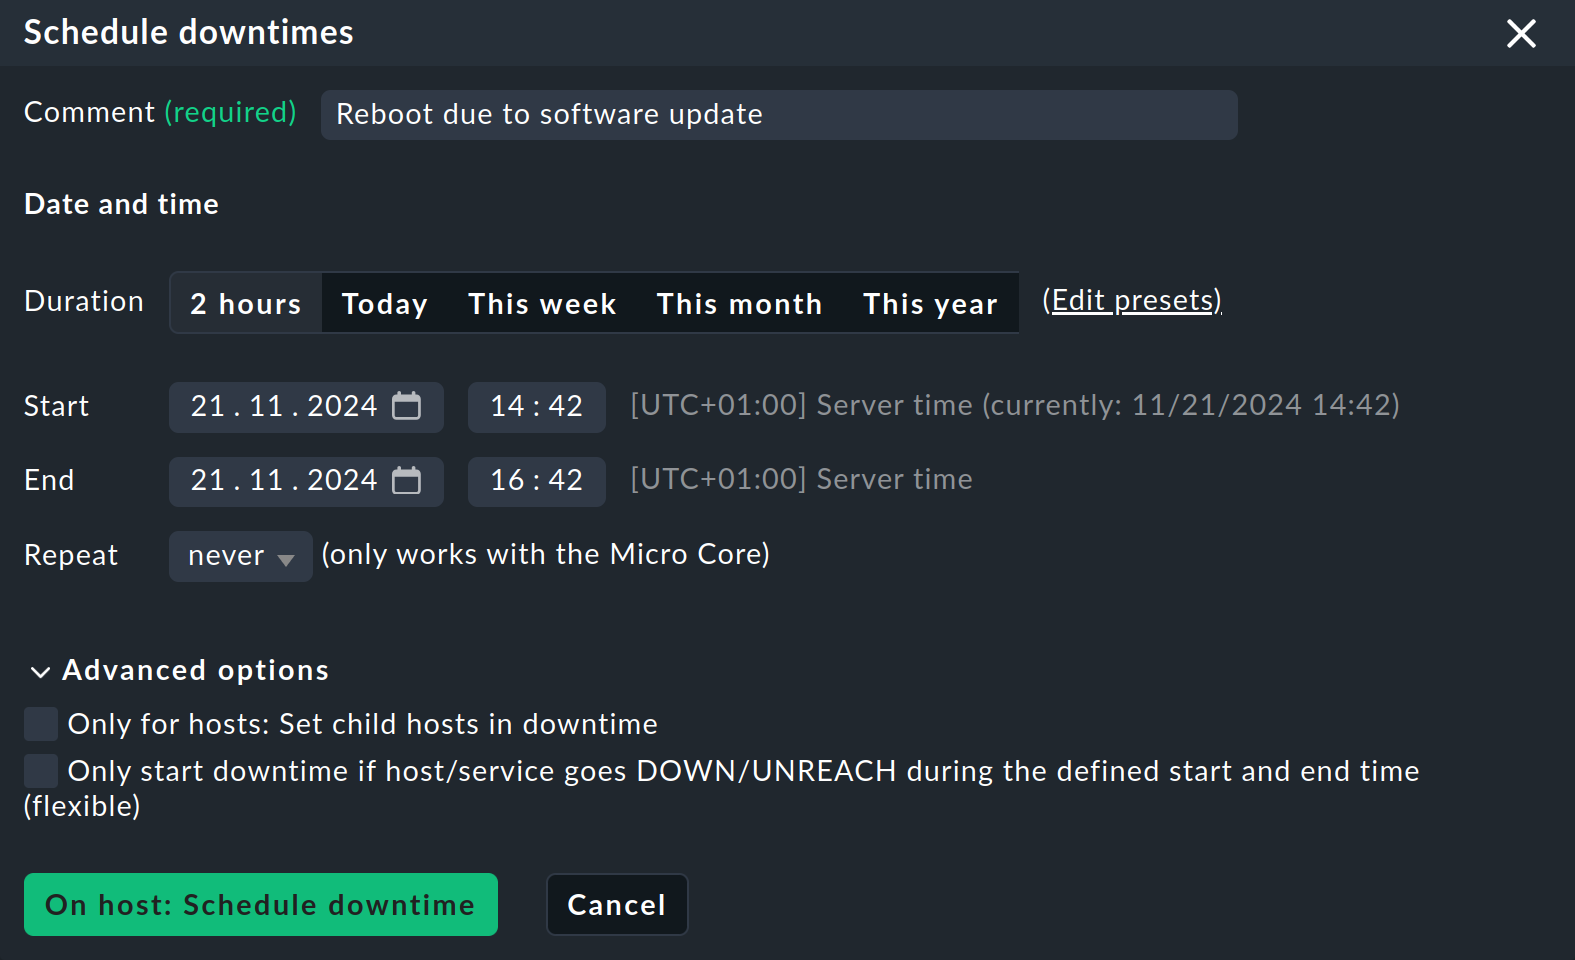 Schedule downtimes
Comment (required) Reboot due to software update
Date and time
Duration 2 hours Today This week This month This year (Edit presets)
Start 21.11.2024 14:42 [UTC+01:00] Server time (currently: 11/21/2024 14:42)
End 21.11.2024 16:42 [UTC+01:00] Server time
Repeat never (only works with the Micro Core)
Advanced options
Only for hosts: Set child hosts in downtime
Only start downtime if host/service goes DOWN/UNREACH during the defined start and end time
(flexible)
On host: Schedule downtime Cancel